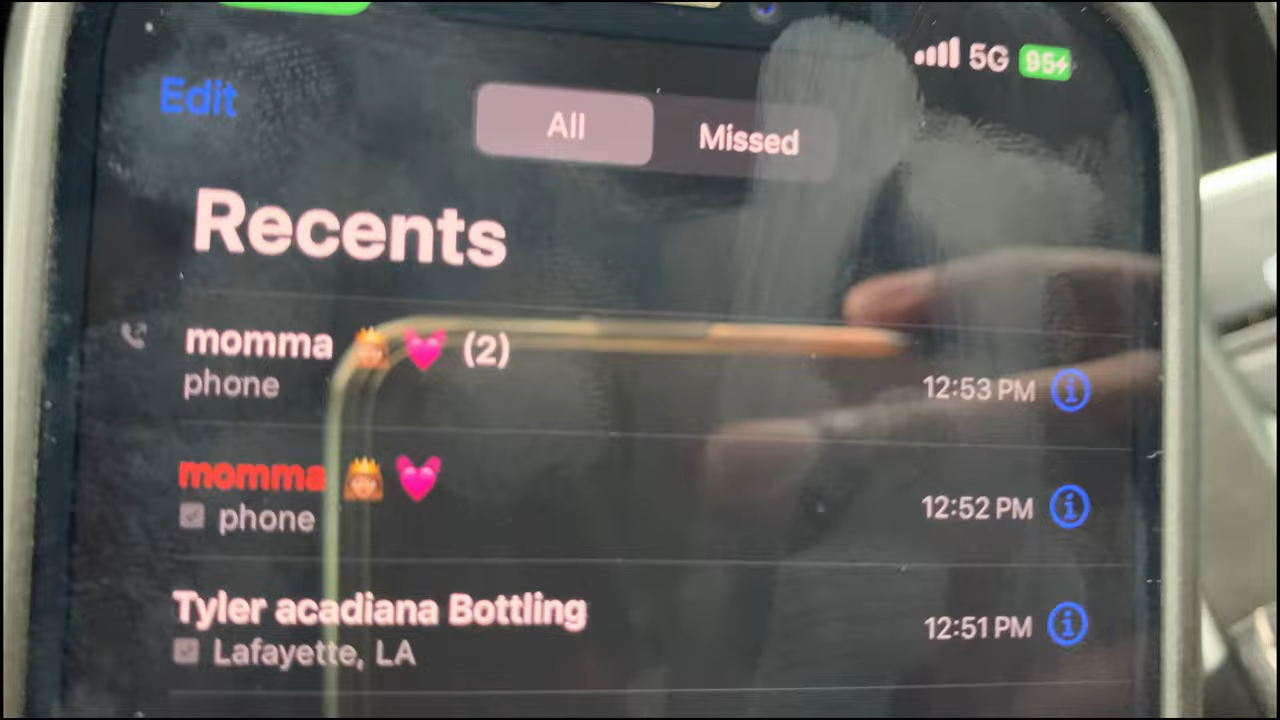 5G 95
Edit All Missed
Recents
momma 👸🏽 💓 (2)
phone 12:53 PM
momma 👸🏽 💓
phone 12:52 PM
Tyler acadiana Bottling
Lafayette, LA 12:51 PM